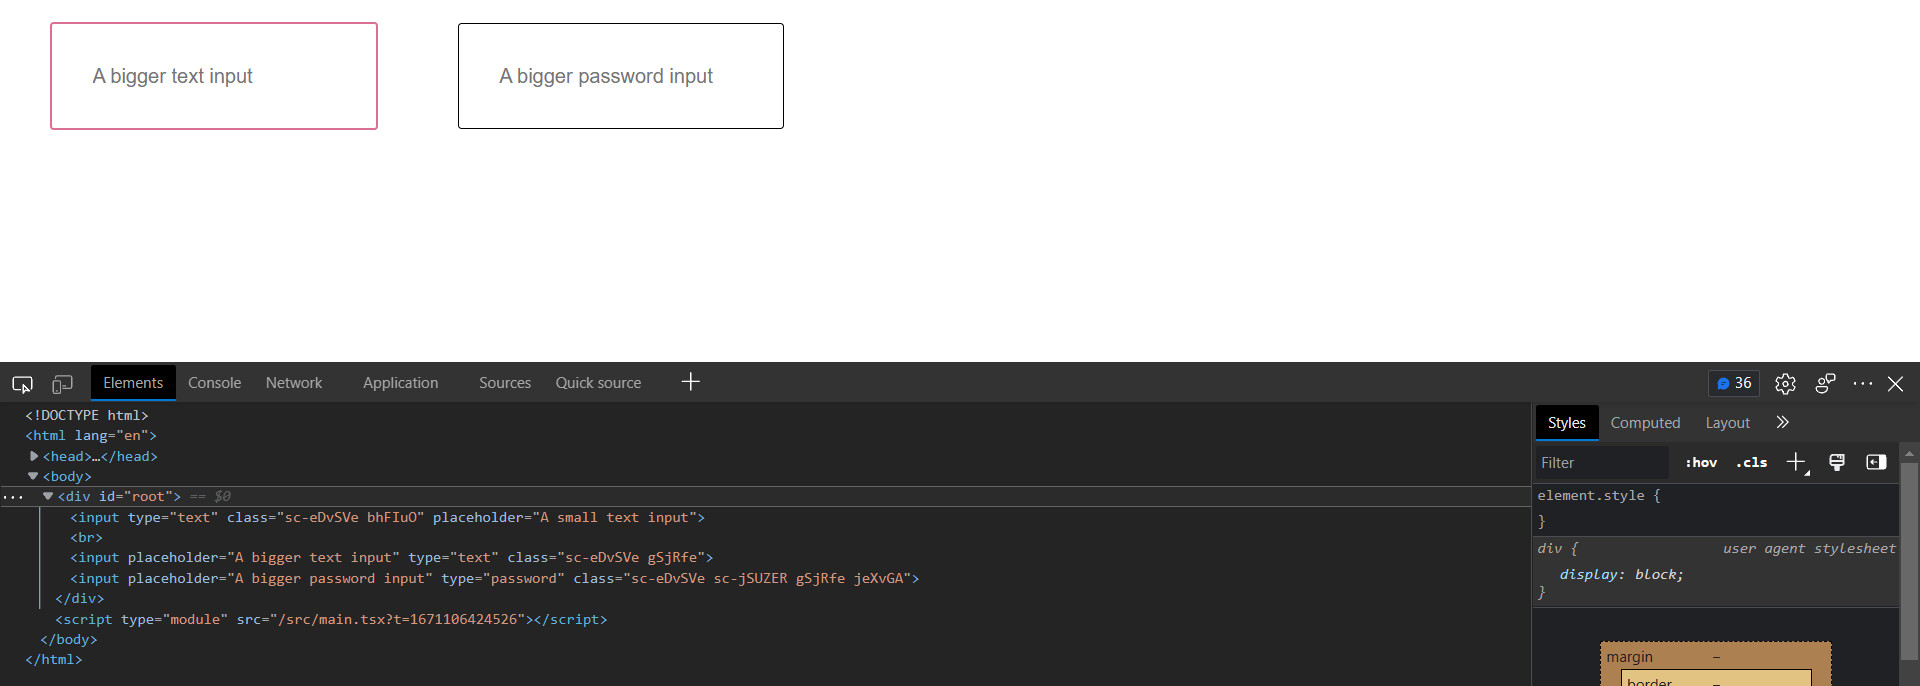 A bigger text input
A bigger password input
Elements Console Network Application Sources Quick source 36
<!DOCTYPE html>
<html lang="en">
<head>…</head>
<body>
<div id="root"> == $0
<input type="text" class="sc-eDvSVe bhFIuO" placeholder="A small text input">
<br>
<input placeholder="A bigger text input" type="text" class="sc-eDvSVe gSjRfe">
<input placeholder="A bigger password input" type="password" class="sc-eDvSVe sc-jSUZER gSjRfe jeXvGA">
</div>
<script type="module" src="/src/main.tsx?t=1671106424526"></script>
</body>
</html>
Styles Computed Layout
Filter :hov .cls
element.style {
}
div { user agent stylesheet
display: block;
}
margin –
border –